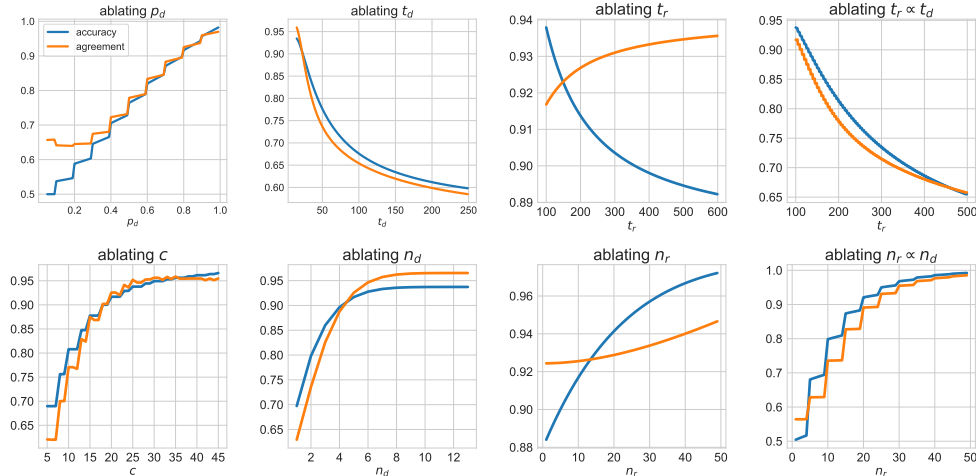 ablating p_d
1.0
0.9
0.8
0.7
0.6
0.5
accuracy
agreement
0.2 0.4 0.6 0.8 1.0
p_d
ablating t_d
0.95
0.90
0.85
0.80
0.75
0.70
0.65
0.60
50 100 150 200 250
t_d
ablating t_r
0.94
0.93
0.92
0.91
0.90
0.89
100 200 300 400 500 600
t_r
ablating t_r ∝ t_d
0.95
0.90
0.85
0.80
0.75
0.70
0.65
100 200 300 400 500
t_r
ablating c
0.95
0.90
0.85
0.80
0.75
0.70
0.65
5 10 15 20 25 30 35 40 45
c
ablating n_d
0.95
0.90
0.85
0.80
0.75
0.70
0.65
2 4 6 8 10 12
n_d
ablating n_r
0.96
0.94
0.92
0.90
0.88
0 10 20 30 40 50
n_r
ablating n_r ∝ n_d
1.0
0.9
0.8
0.7
0.6
0.5
0 10 20 30 40 50
n_r